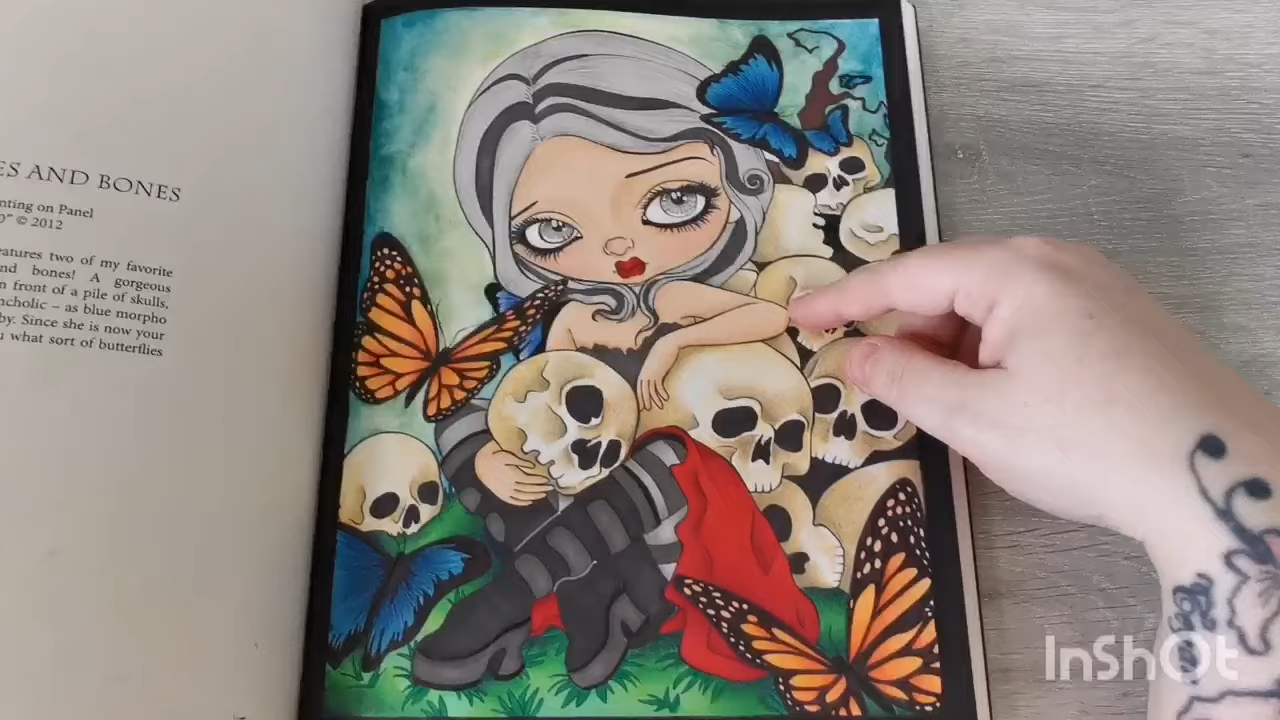 ES AND BONES
nting on Panel
0" © 2012
eatures two of my favorite
nd bones! A gorgeous
n front of a pile of skulls,
ncholic – as blue morpho
by. Since she is now your
u what sort of butterflies
InShOt